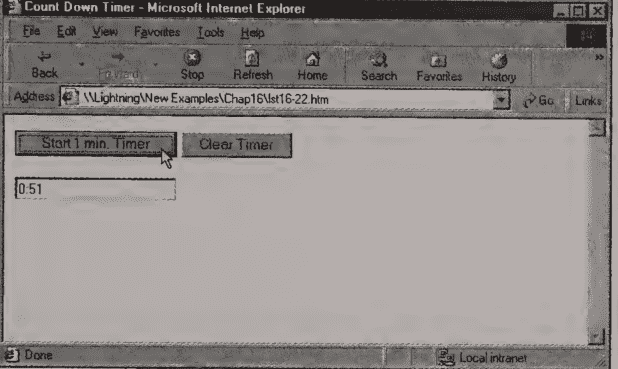 Count Down Timer - Microsoft Internet Explorer
File Edit View Favorites Tools Help
Back Forward Stop Refresh Home Search Favorites History
Address \\Lightning\New Examples\Chap16\lst16-22.htm Go Links
Start 1 min. Timer Clear Timer
0:51
Done Local intranet